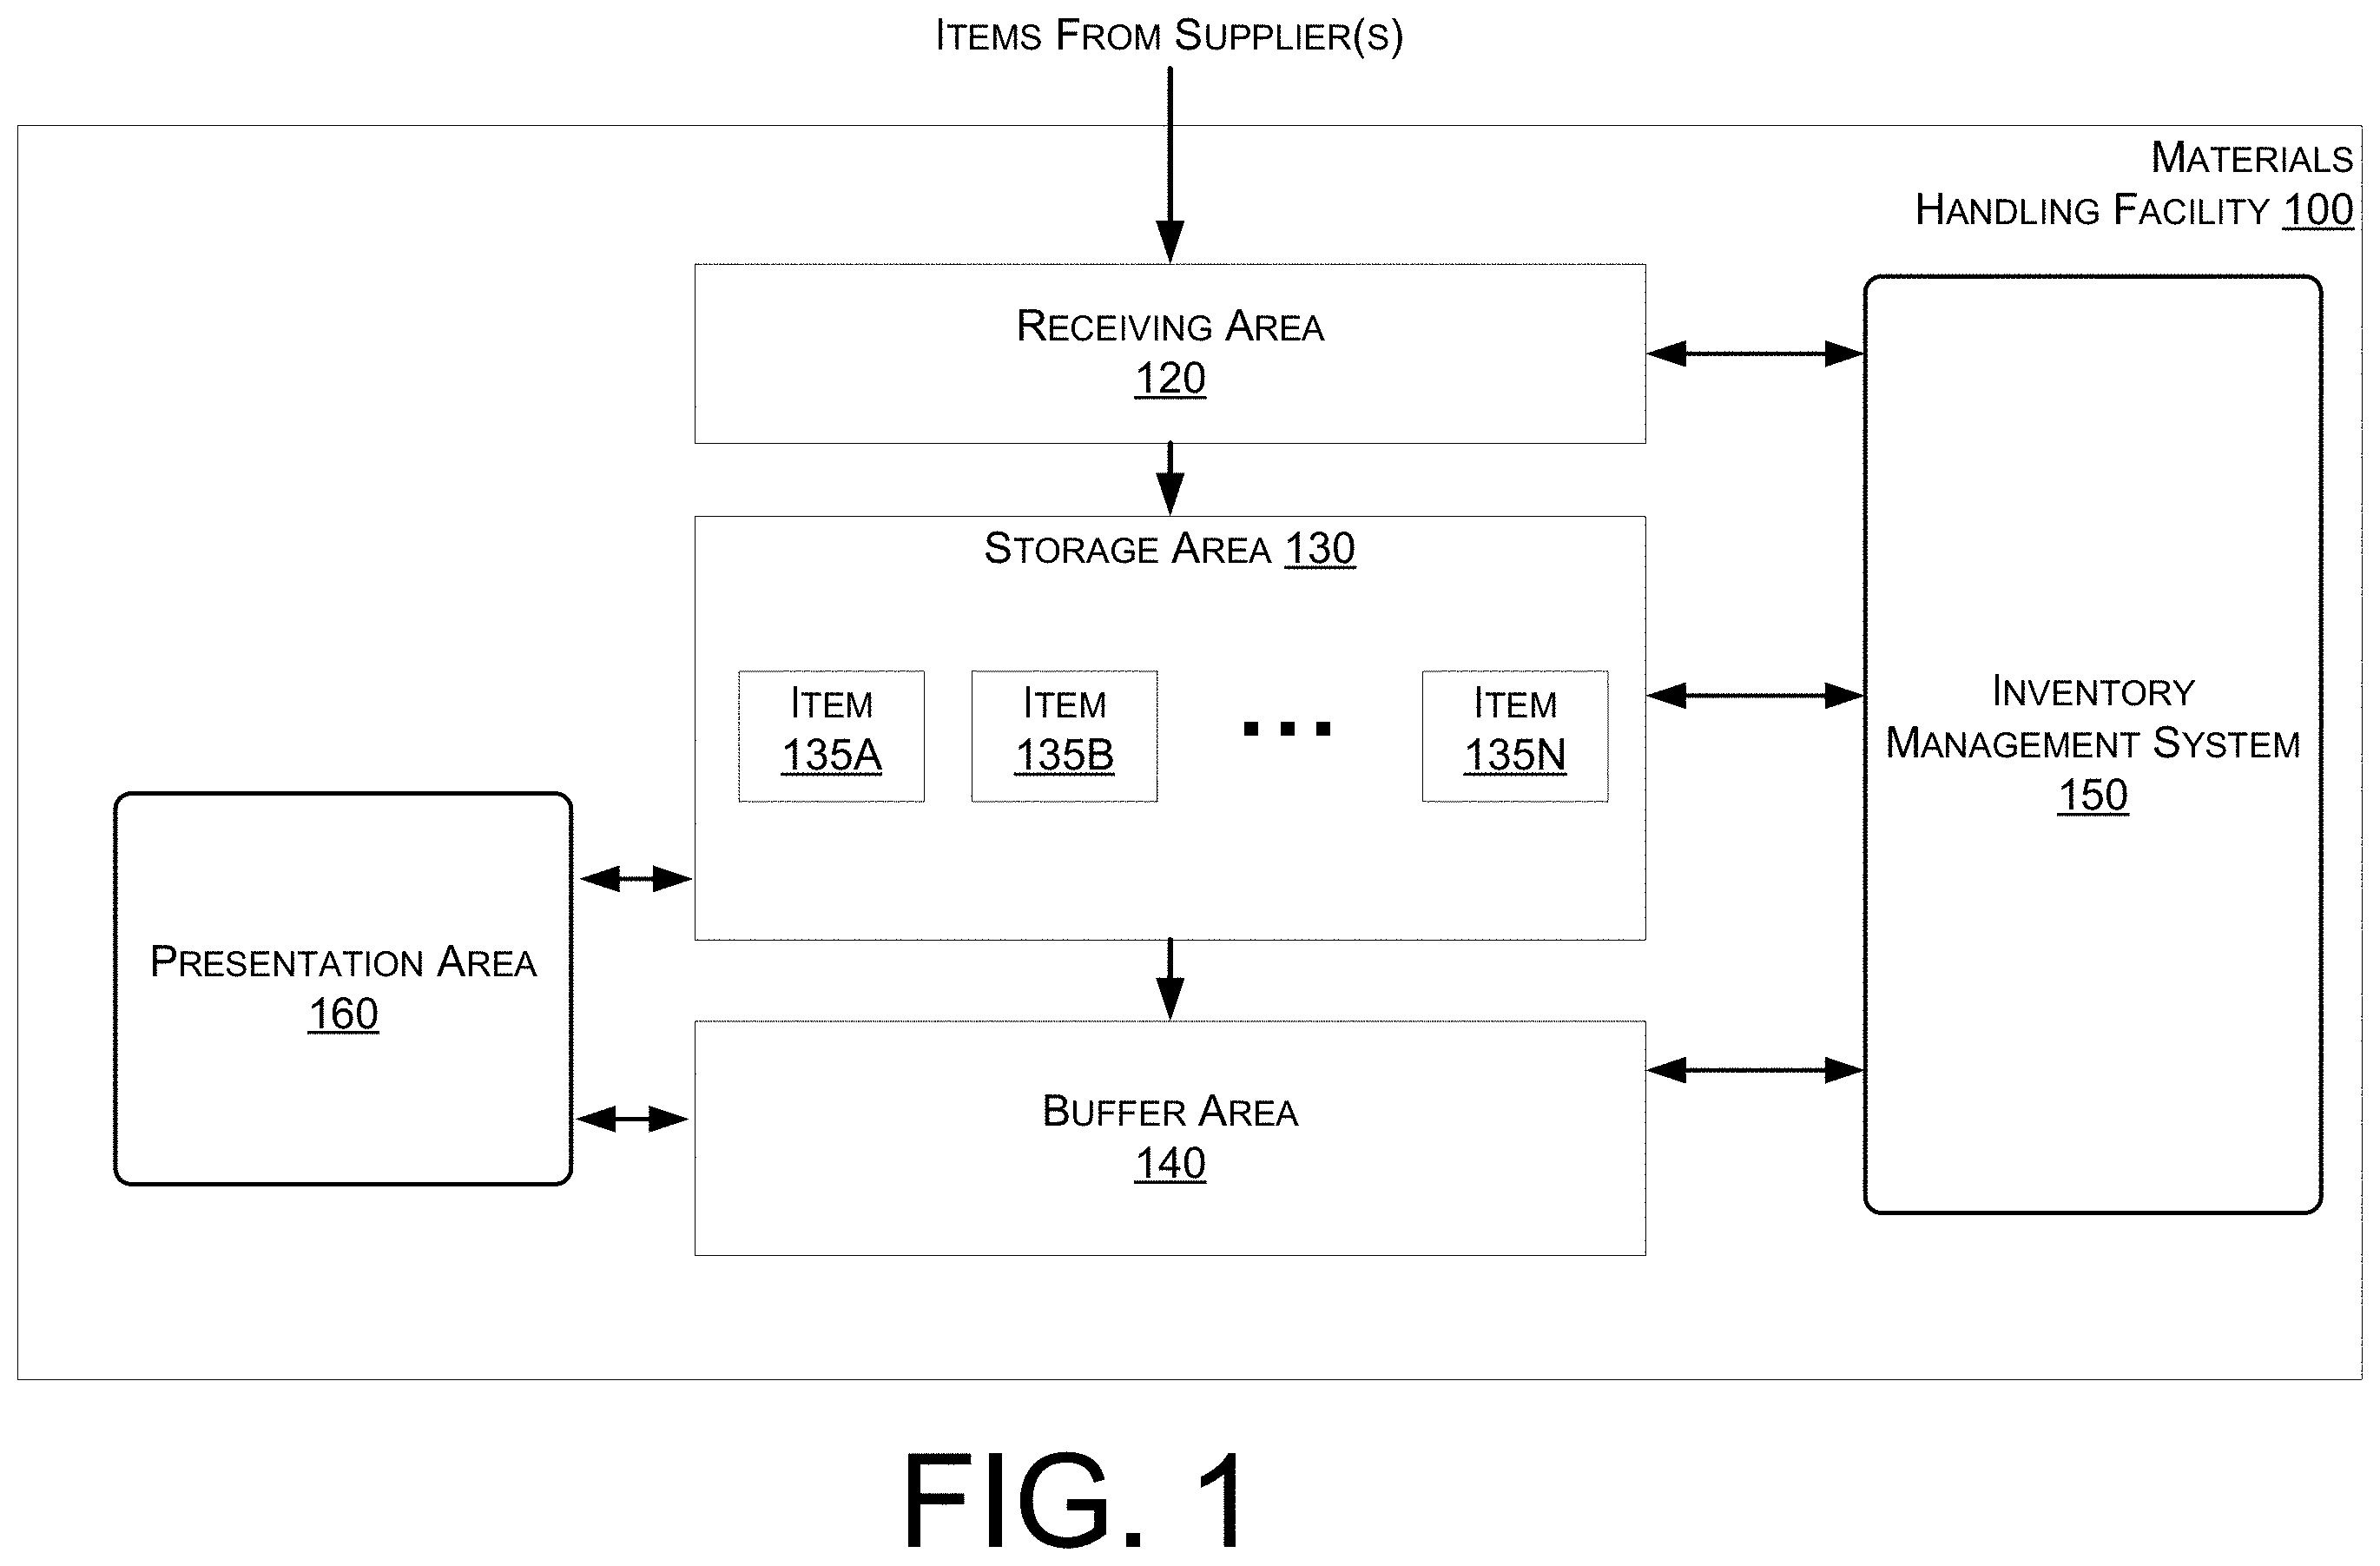 ITEMS FROM SUPPLIER(S)
MATERIALS
HANDLING FACILITY 100
RECEIVING AREA
120
STORAGE AREA 130
ITEM
135A
ITEM
135B
ITEM
135N
INVENTORY
MANAGEMENT SYSTEM
150
PRESENTATION AREA
160
BUFFER AREA
140
FIG. 1